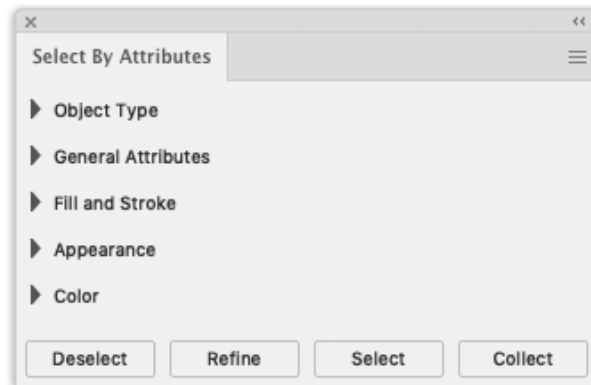 Select By Attributes
Object Type
General Attributes
Fill and Stroke
Appearance
Color
Deselect Refine Select Collect